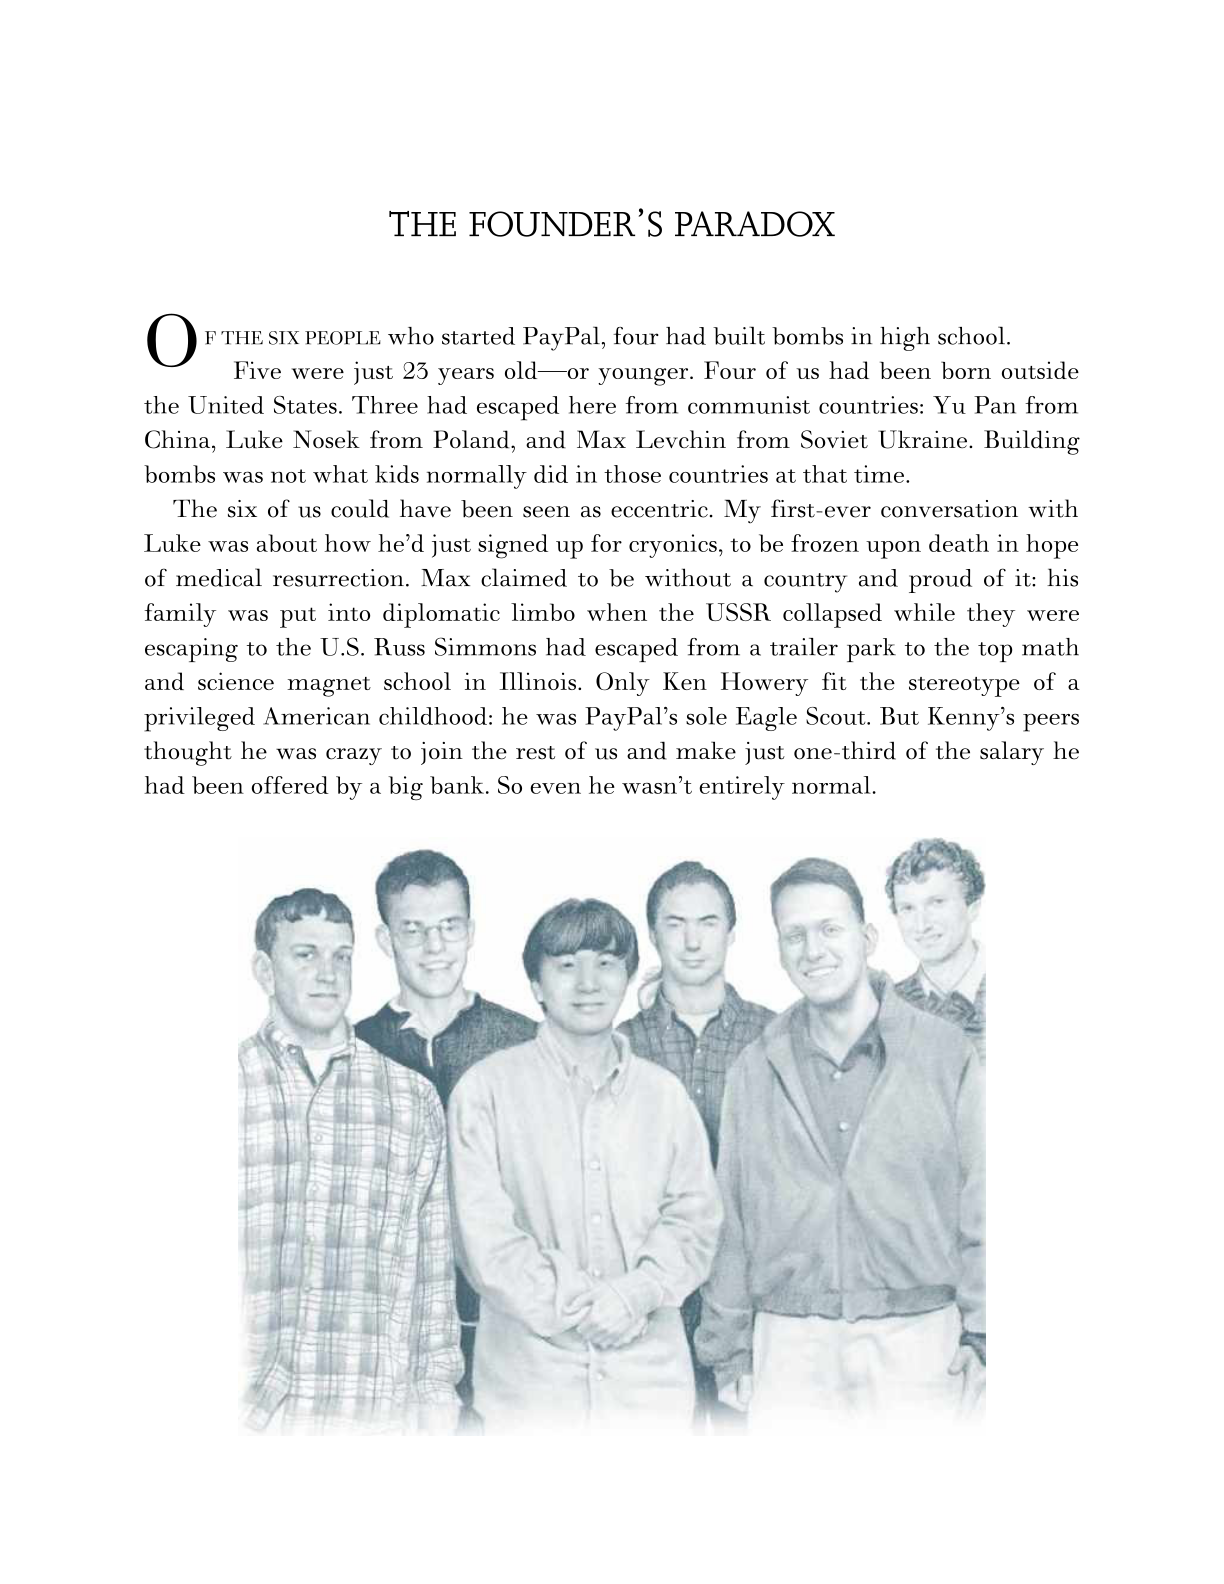 THE FOUNDER’S PARADOX
OF THE SIX PEOPLE who started PayPal, four had built bombs in high school.
Five were just 23 years old—or younger. Four of us had been born outside
the United States. Three had escaped here from communist countries: Yu Pan from
China, Luke Nosek from Poland, and Max Levchin from Soviet Ukraine. Building
bombs was not what kids normally did in those countries at that time.
The six of us could have been seen as eccentric. My first-ever conversation with
Luke was about how he’d just signed up for cryonics, to be frozen upon death in hope
of medical resurrection. Max claimed to be without a country and proud of it: his
family was put into diplomatic limbo when the USSR collapsed while they were
escaping to the U.S. Russ Simmons had escaped from a trailer park to the top math
and science magnet school in Illinois. Only Ken Howery fit the stereotype of a
privileged American childhood: he was PayPal’s sole Eagle Scout. But Kenny’s peers
thought he was crazy to join the rest of us and make just one-third of the salary he
had been offered by a big bank. So even he wasn’t entirely normal.